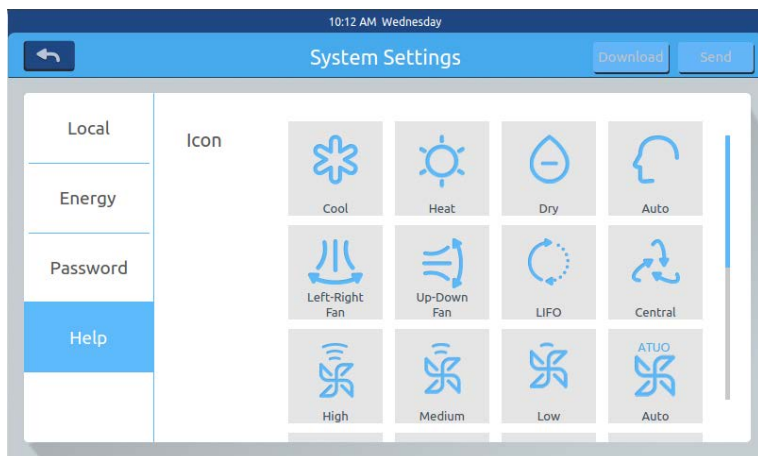 10:12 AM Wednesday
System Settings
Download
Send
Local
Energy
Password
Help
Icon
Cool
Heat
Dry
Auto
Left-Right
Fan
Up-Down
Fan
LIFO
Central
High
Medium
Low
ATUO
Auto